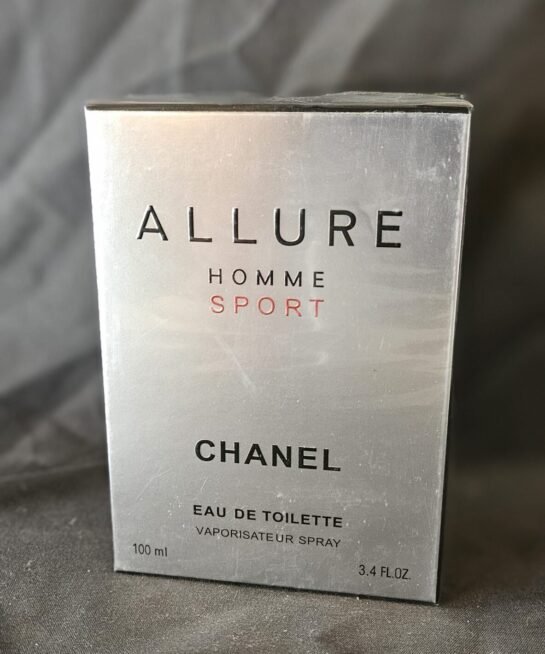 ALLURE
HOMME
SPORT
CHANEL
EAU DE TOILETTE
VAPORISATEUR SPRAY
100 ml
3.4 FL.OZ.